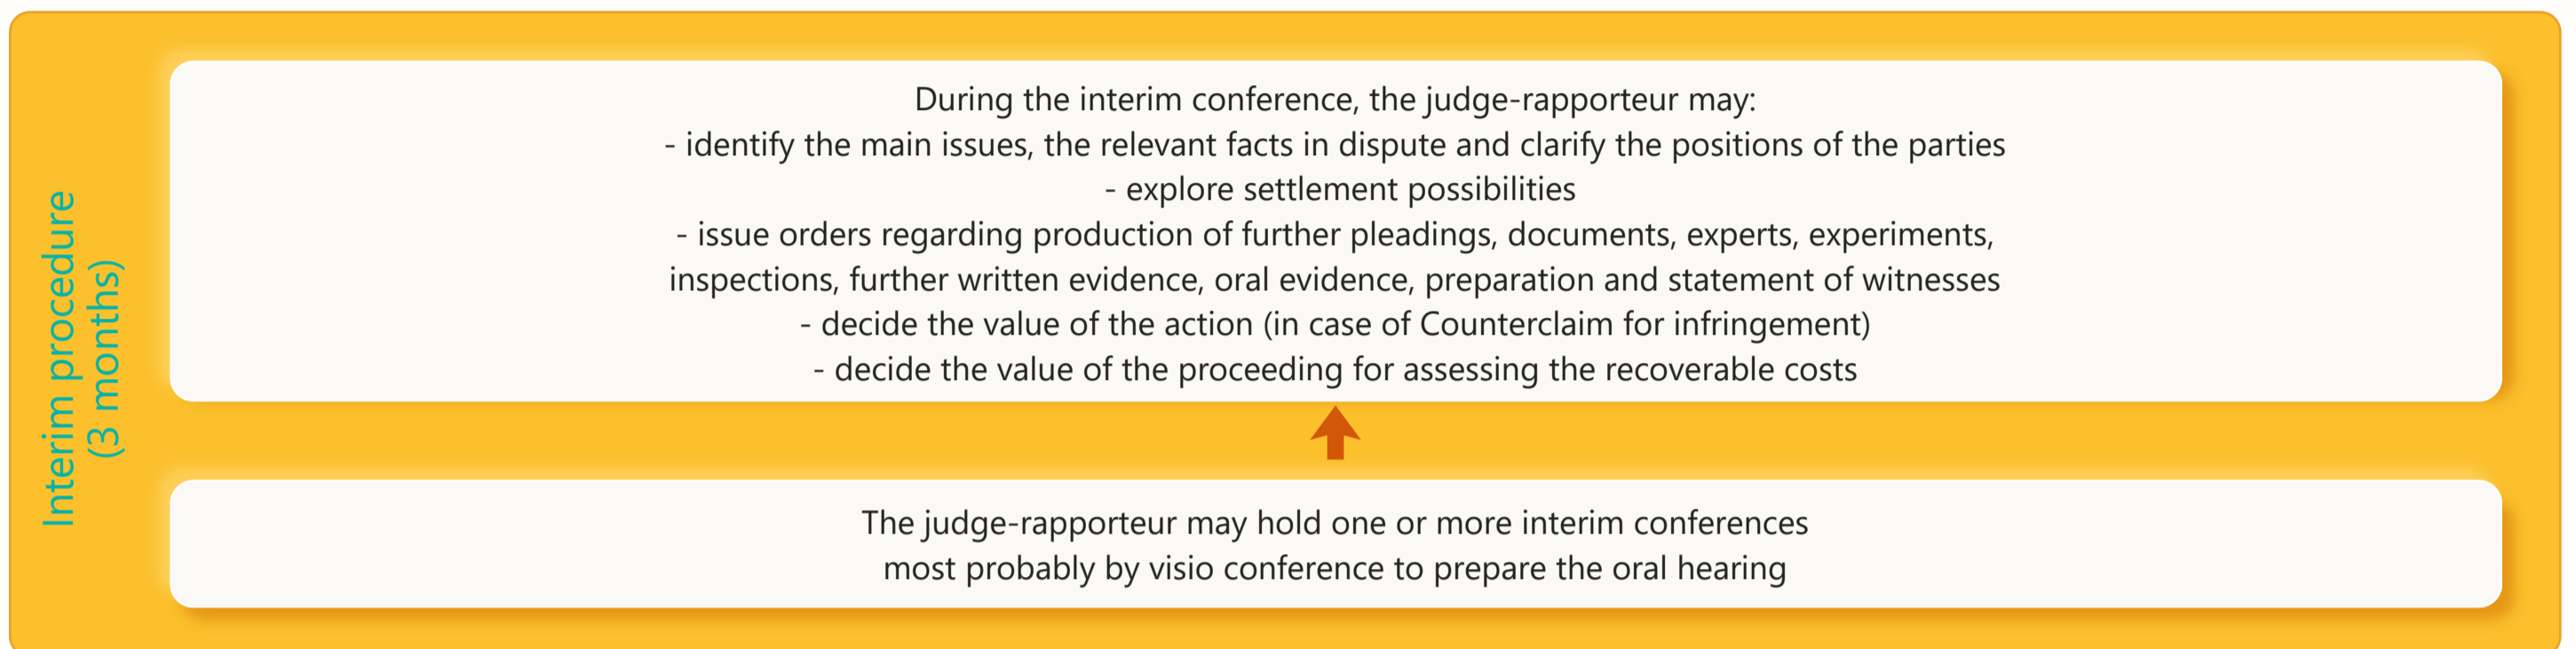 Interim procedure
(3 months)
During the interim conference, the judge-rapporteur may:
- identify the main issues, the relevant facts in dispute and clarify the positions of the parties
- explore settlement possibilities
- issue orders regarding production of further pleadings, documents, experts, experiments,
inspections, further written evidence, oral evidence, preparation and statement of witnesses
- decide the value of the action (in case of Counterclaim for infringement)
- decide the value of the proceeding for assessing the recoverable costs
The judge-rapporteur may hold one or more interim conferences
most probably by visio conference to prepare the oral hearing